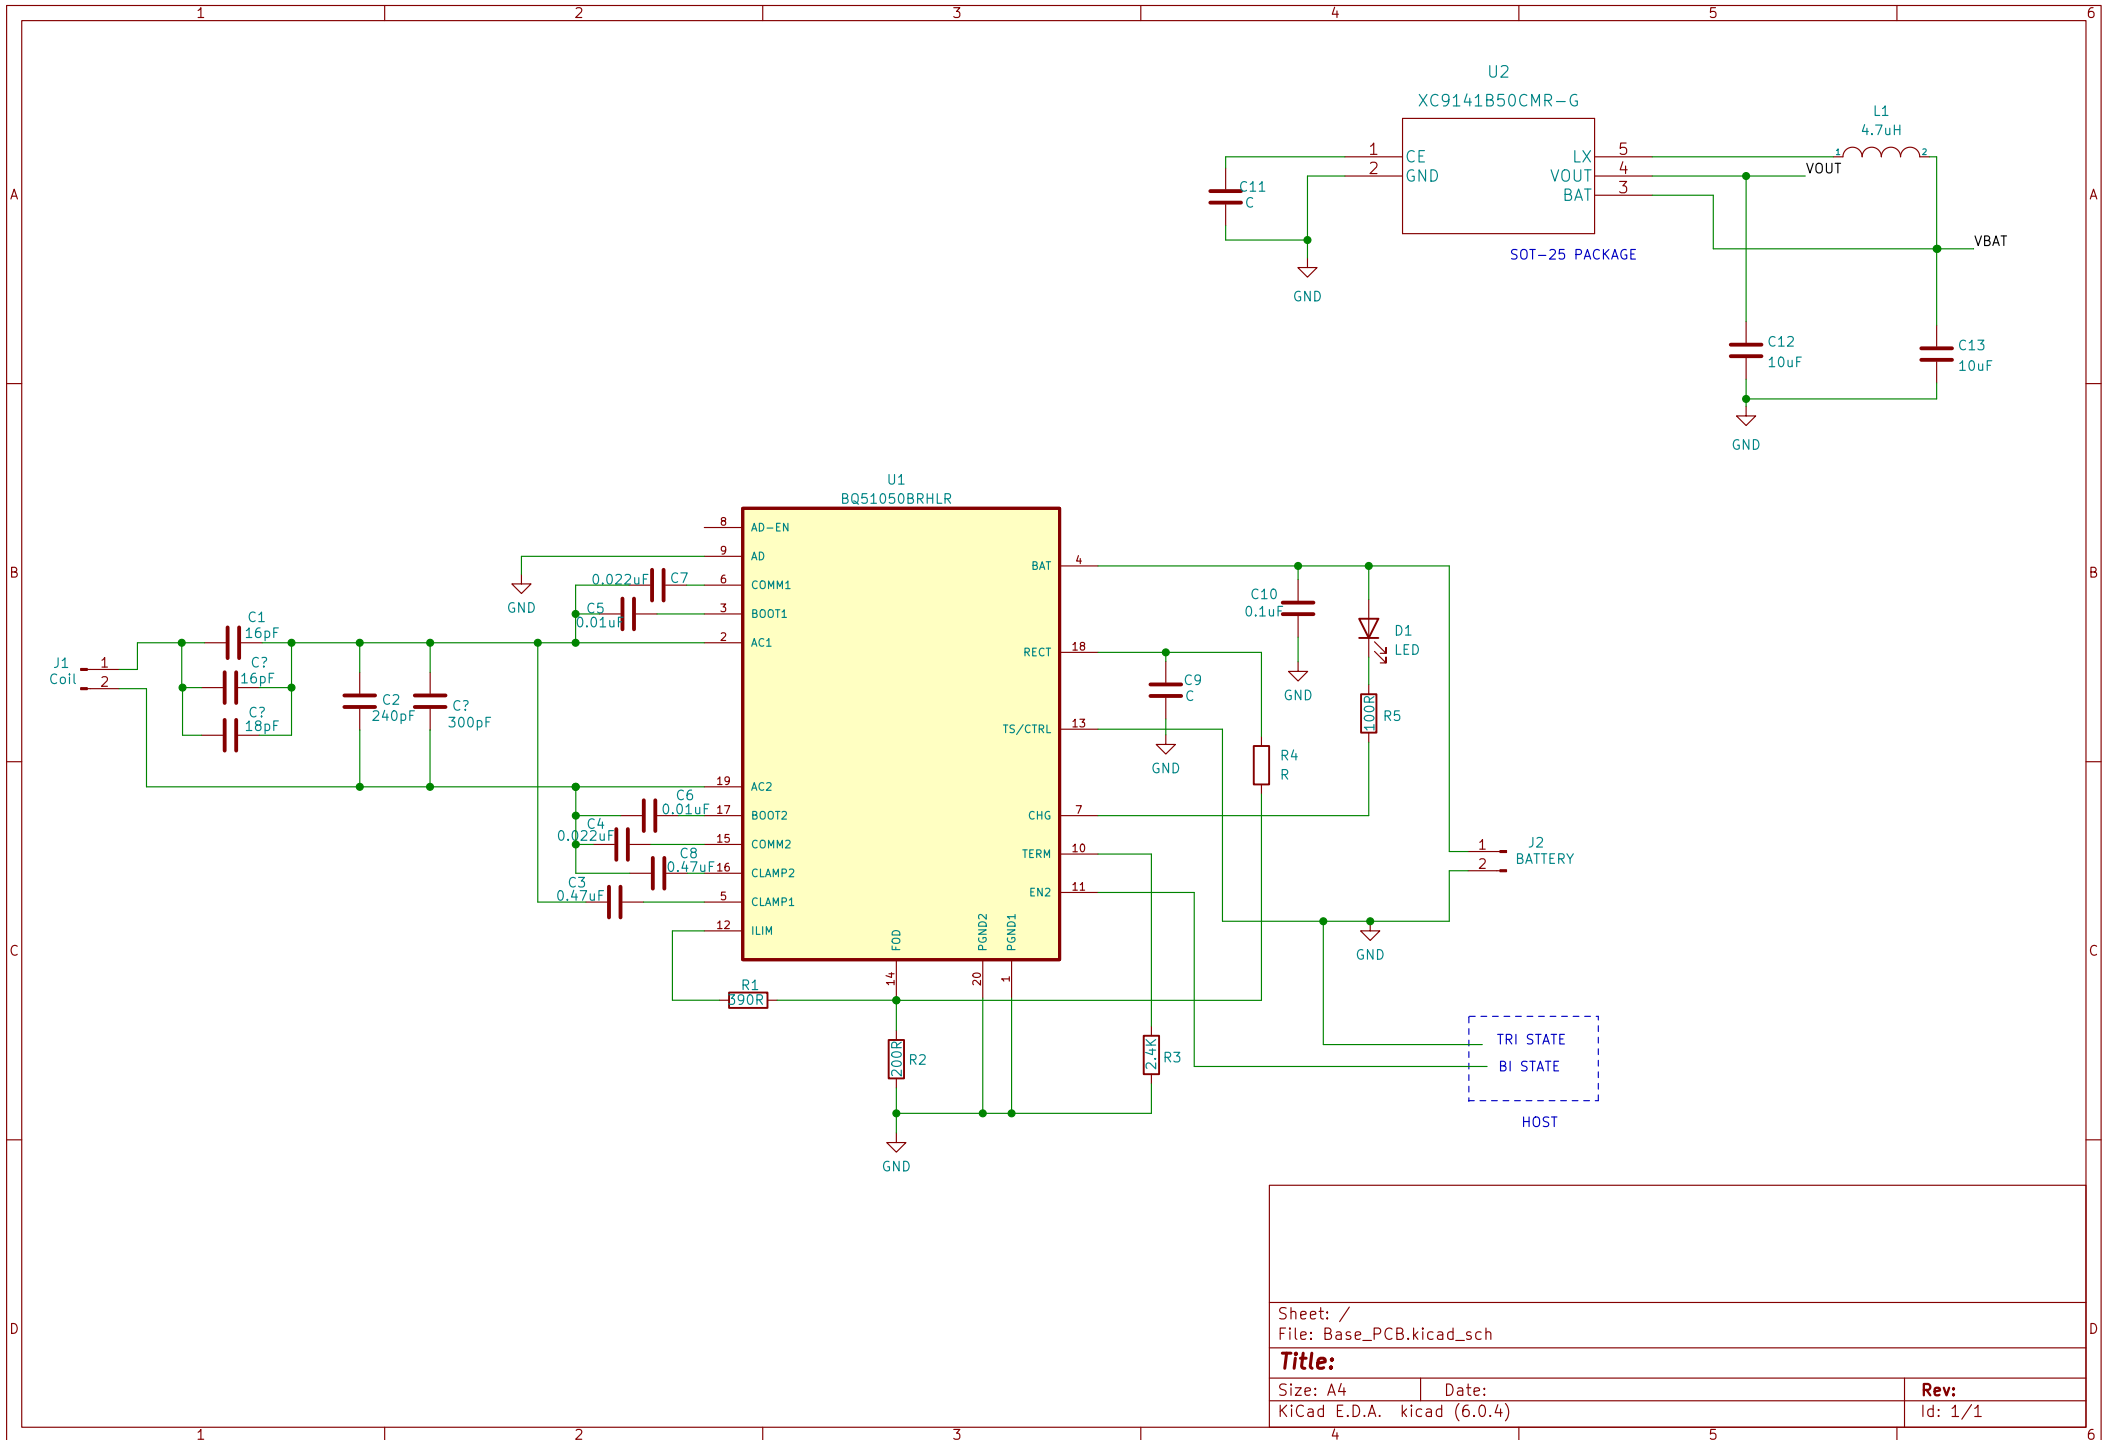 1 2 3 4 5 6
A
A
U2
XC9141B50CMR-G
1 CE
2 GND
LX 5
VOUT 4
BAT 3
SOT-25 PACKAGE
L1
4.7uH
1 2
VOUT
VBAT
C11
C
GND
C12
10uF
C13
10uF
GND
B
B
U1
BQ51050BRHLR
8 AD-EN
9 AD
6 COMM1
3 BOOT1
2 AC1
19 AC2
17 BOOT2
15 COMM2
16 CLAMP2
5 CLAMP1
12 ILIM
FOD 14
PGND2 20
PGND1 1
BAT 4
RECT 18
TS/CTRL 13
CHG 7
TERM 10
EN2 11
GND
0.022uF C7
C5
0.01uF
J1
Coil
1
2
C1
16pF
C?
16pF
C?
18pF
C2
240pF
C?
300pF
C6
0.01uF
C4
0.022uF
C8
0.47uF
C3
0.47uF
R1
390R
200R R2
GND
2.4K R3
C9
C
GND
R4
R
C10
0.1uF
GND
D1
LED
100R R5
1
2
J2
BATTERY
GND
TRI STATE
BI STATE
HOST
C
C
D
D
Sheet: /
File: Base_PCB.kicad_sch
Title:
Size: A4 Date: Rev:
KiCad E.D.A. kicad (6.0.4) Id: 1/1
1 2 3 4 5 6